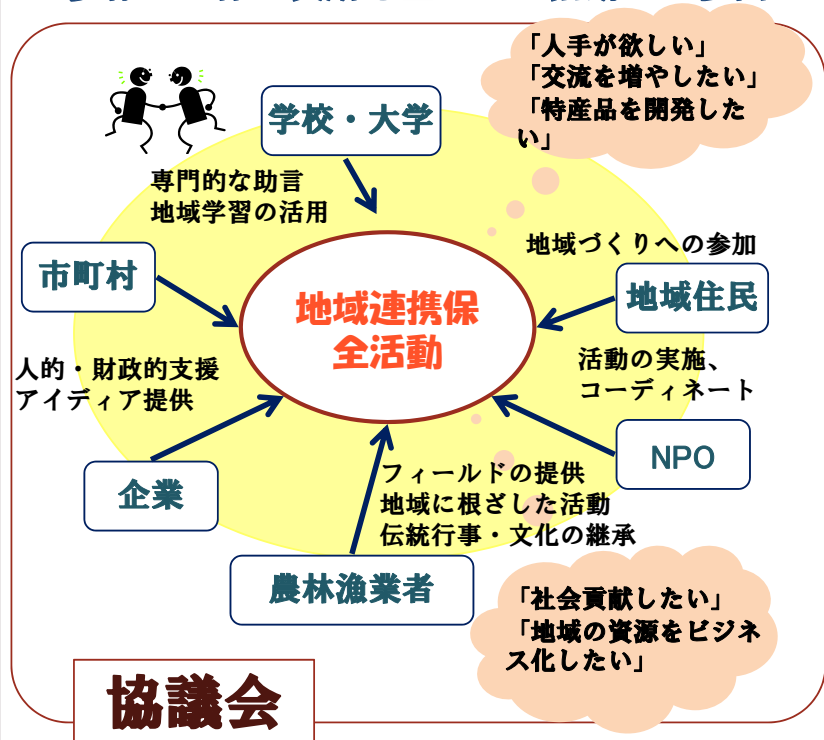 「人手が欲しい」
「交流を増やしたい」
「特産品を開発した
い」
学校・大学
専門的な助言
地域学習の活用
地域づくりへの参加
市町村
地域住民
地域連携保
全活動
人的・財政的支援
アイディア提供
活動の実施、
コーディネート
NPO
企業
フィールドの提供
地域に根ざした活動
伝統行事・文化の継承
農林漁業者
「社会貢献したい」
「地域の資源をビジネ
ス化したい」
協議会